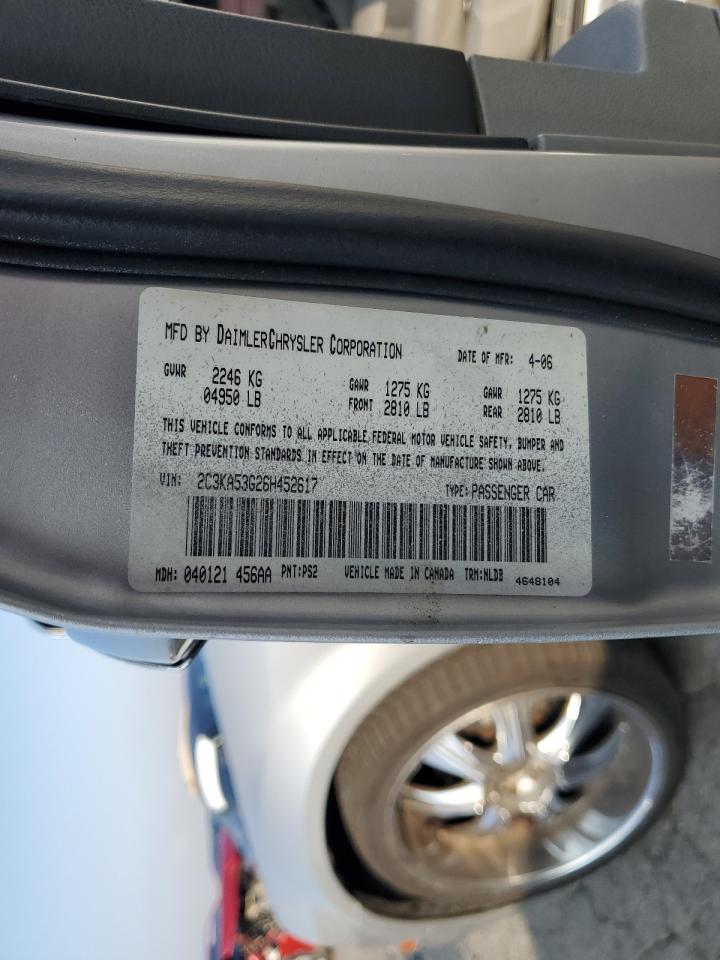 MFD BY DAIMLERCHRYSLER CORPORATION DATE OF MFR: 4-06
GVWR 2246 KG GAWR 1275 KG GAWR 1275 KG
04950 LB FRONT 2810 LB REAR 2810 LB
THIS VEHICLE CONFORMS TO ALL APPLICABLE FEDERAL MOTOR VEHICLE SAFETY, BUMPER AND
THEFT PREVENTION STANDARDS IN EFFECT ON THE DATE OF MANUFACTURE SHOWN ABOVE.
VIN: 2C3KA53G26H452617 TYPE: PASSENGER CAR
MDH: 040121 456AA PNT: PS2 VEHICLE MADE IN CANADA TRM: NLDB 4648104